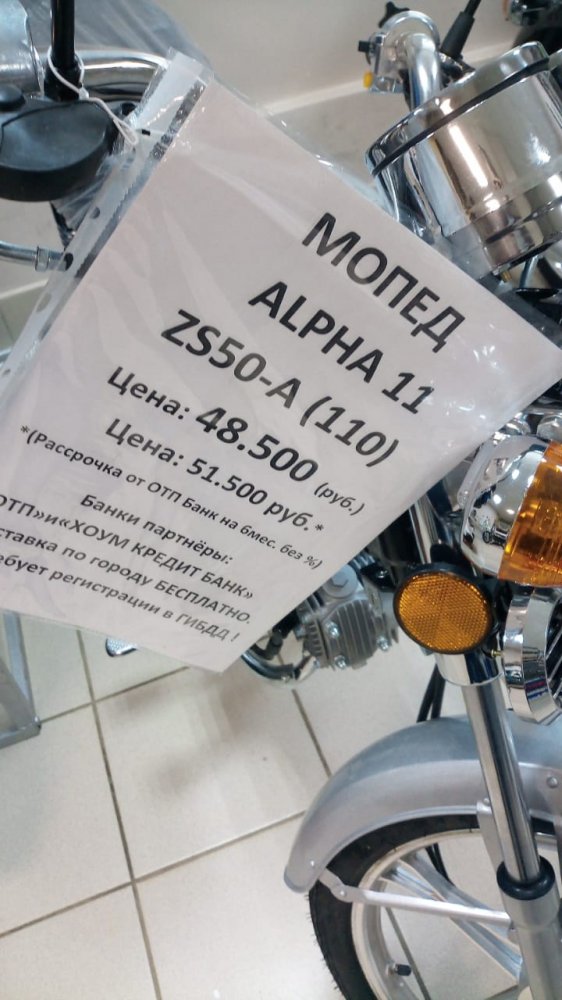 МОПЕД
ALPHA 11
ZS50-A (110)
Цена: 48.500 (руб.)
Цена: 51.500 руб.*
*(Рассрочка от ОТП Банк на 6мес. без %)
Банки партнёры:
ОТП»и«ХОУМ КРЕДИТ БАНК»
ставка по городу БЕСПЛАТНО.
ебует регистрации в ГИБДД !